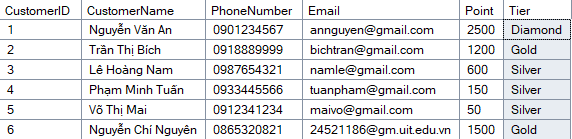 CustomerID CustomerName PhoneNumber Email Point Tier
1 Nguyễn Văn An 0901234567 annguyen@gmail.com 2500 Diamond
2 Trần Thị Bích 0918889999 bichtran@gmail.com 1200 Gold
3 Lê Hoàng Nam 0987654321 namle@gmail.com 600 Silver
4 Phạm Minh Tuấn 0933445566 tuanpham@gmail.com 150 Silver
5 Võ Thị Mai 0912341234 maivo@gmail.com 50 Silver
6 Nguyễn Chí Nguyên 0865320821 24521186@gm.uit.edu.vn 1500 Gold